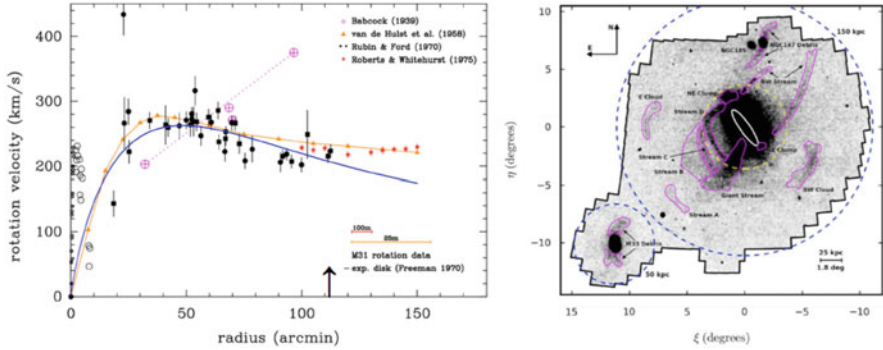 Babcock (1939)
van de Hulst et al. (1958)
Rubin & Ford (1970)
Roberts & Whitehurst (1975)
400
300
200
100
0
rotation velocity (km/s)
100m
25m
M31 rotation data
exp. disk (Freeman 1970)
0
50
100
150
radius (arcmin)
10
5
0
−5
−10
η (degrees)
N
E
150 kpc
NGC147 Debris
NGC185
NW Stream
NE Clump
E Cloud
Stream D
Stream C
Stream B
Giant Stream
Stream A
SW Cloud
M33 Debris
50 kpc
25 kpc
1.8 deg
15
10
5
0
−5
−10
ξ (degrees)